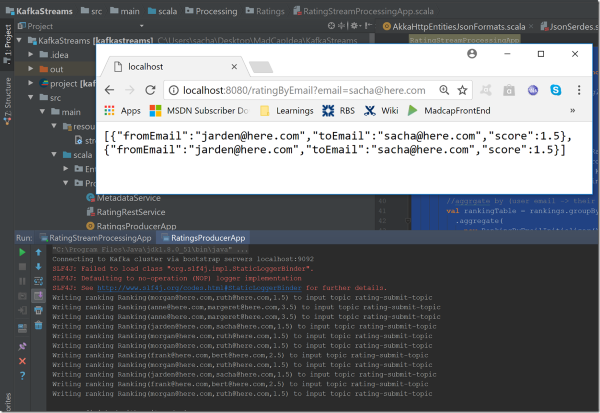 KafkaStreams src main scala Processing Ratings RatingStreamProcessingApp.scala
Project
AkkaHttpEntitiesJsonFormats.scala JsonSerdes.
KafkaStreams [kafkastreams] C:\Users\sacha\Desktop\MadCapIdea\KafkaStreams
RatingStreamProcessingApp
1: Project
Z: Structure
.idea
out
project [kafka
src
main
resou
st
scala
En
Pro
MetadataService
RatingRestService
RatingsProducerApp
localhost
localhost:8080/ratingByEmail?email=sacha@here.com
Apps MSDN Subscriber Do Learnings RBS Wiki MadcapFrontEnd
[{"fromEmail":"jarden@here.com","toEmail":"sacha@here.com","score":1.5},
{"fromEmail":"jarden@here.com","toEmail":"sacha@here.com","score":1.5}]
val rankingTable = rankings.groupBy
.aggregate(
Run: RatingStreamProcessingApp RatingsProducerApp
"C:\Program Files\Java\jdk1.8.0_51\bin\java" ...
Connecting to Kafka cluster via bootstrap servers localhost:9092
SLF4J: Failed to load class "org.slf4j.impl.StaticLoggerBinder".
SLF4J: Defaulting to no-operation (NOP) logger implementation
SLF4J: See http://www.slf4j.org/codes.html#StaticLoggerBinder for further details.
Writing ranking Ranking(morgan@here.com,ruth@here.com,1.5) to input topic rating-submit-topic
Writing ranking Ranking(anne@here.com,margeret@here.com,3.5) to input topic rating-submit-topic
Writing ranking Ranking(anne@here.com,margeret@here.com,3.5) to input topic rating-submit-topic
Writing ranking Ranking(jarden@here.com,sacha@here.com,1.5) to input topic rating-submit-topic
Writing ranking Ranking(morgan@here.com,ruth@here.com,1.5) to input topic rating-submit-topic
Writing ranking Ranking(morgan@here.com,ruth@here.com,1.5) to input topic rating-submit-topic
Writing ranking Ranking(frank@here.com,bert@here.com,2.5) to input topic rating-submit-topic
Writing ranking Ranking(morgan@here.com,ruth@here.com,1.5) to input topic rating-submit-topic
Writing ranking Ranking(jarden@here.com,sacha@here.com,1.5) to input topic rating-submit-topic
Writing ranking Ranking(frank@here.com,bert@here.com,2.5) to input topic rating-submit-topic
Writing ranking Ranking(morgan@here.com,ruth@here.com,1.5) to input topic rating-submit-topic